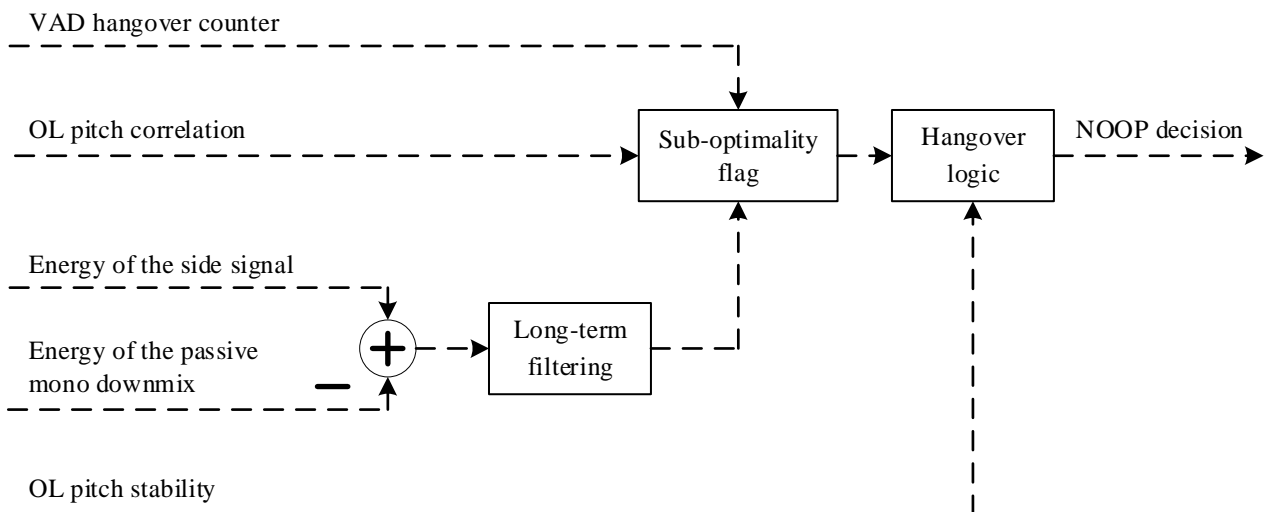 VAD hangover counter
OL pitch correlation
Sub-optimality
flag
Hangover
logic
NOOP decision
Energy of the side signal
Energy of the passive
mono downmix
+
−
Long-term
filtering
OL pitch stability